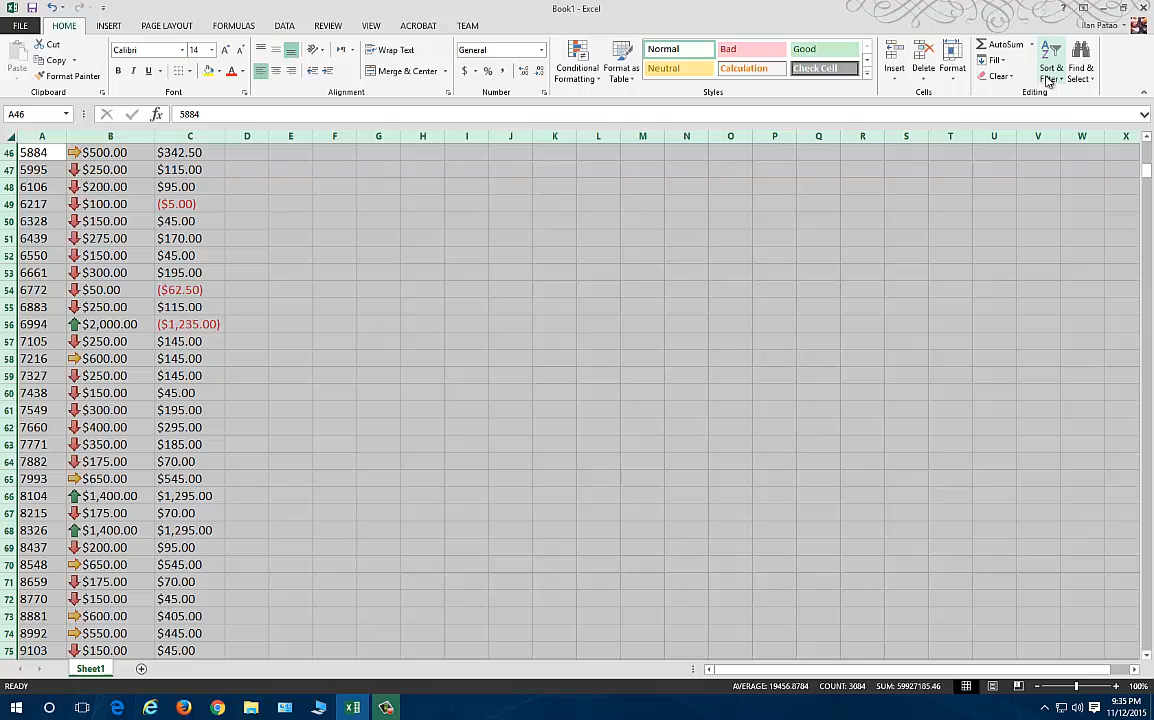 Book1 - Excel
FILE HOME INSERT PAGE LAYOUT FORMULAS DATA REVIEW VIEW ACROBAT TEAM
Ilan Patao
Paste
Cut
Copy
Format Painter
Clipboard
Calibri 14
B I U
Font
Wrap Text
Merge & Center
Alignment
General
$ % ,
Number
Conditional Formatting
Format as Table
Normal Bad Good
Neutral Calculation Check Cell
Styles
Insert Delete Format
Cells
AutoSum
Fill
Clear
Sort & Filter
Find & Select
Editing
A46 fx 5884
A B C D E F G H I J K L M N O P Q R S T U V W X
46 5884 $500.00 $342.50
47 5995 $250.00 $115.00
48 6106 $200.00 $95.00
49 6217 $100.00 ($5.00)
50 6328 $150.00 $45.00
51 6439 $275.00 $170.00
52 6550 $150.00 $45.00
53 6661 $300.00 $195.00
54 6772 $50.00 ($62.50)
55 6883 $250.00 $115.00
56 6994 $2,000.00 ($1,235.00)
57 7105 $250.00 $145.00
58 7216 $600.00 $145.00
59 7327 $250.00 $145.00
60 7438 $150.00 $45.00
61 7549 $300.00 $195.00
62 7660 $400.00 $295.00
63 7771 $350.00 $185.00
64 7882 $175.00 $70.00
65 7993 $650.00 $545.00
66 8104 $1,400.00 $1,295.00
67 8215 $175.00 $70.00
68 8326 $1,400.00 $1,295.00
69 8437 $200.00 $95.00
70 8548 $650.00 $545.00
71 8659 $175.00 $70.00
72 8770 $150.00 $45.00
73 8881 $600.00 $405.00
74 8992 $550.00 $445.00
75 9103 $150.00 $45.00
Sheet1
READY AVERAGE: 19456.8784 COUNT: 3084 SUM: 59927185.46 100%
9:35 PM
11/12/2015